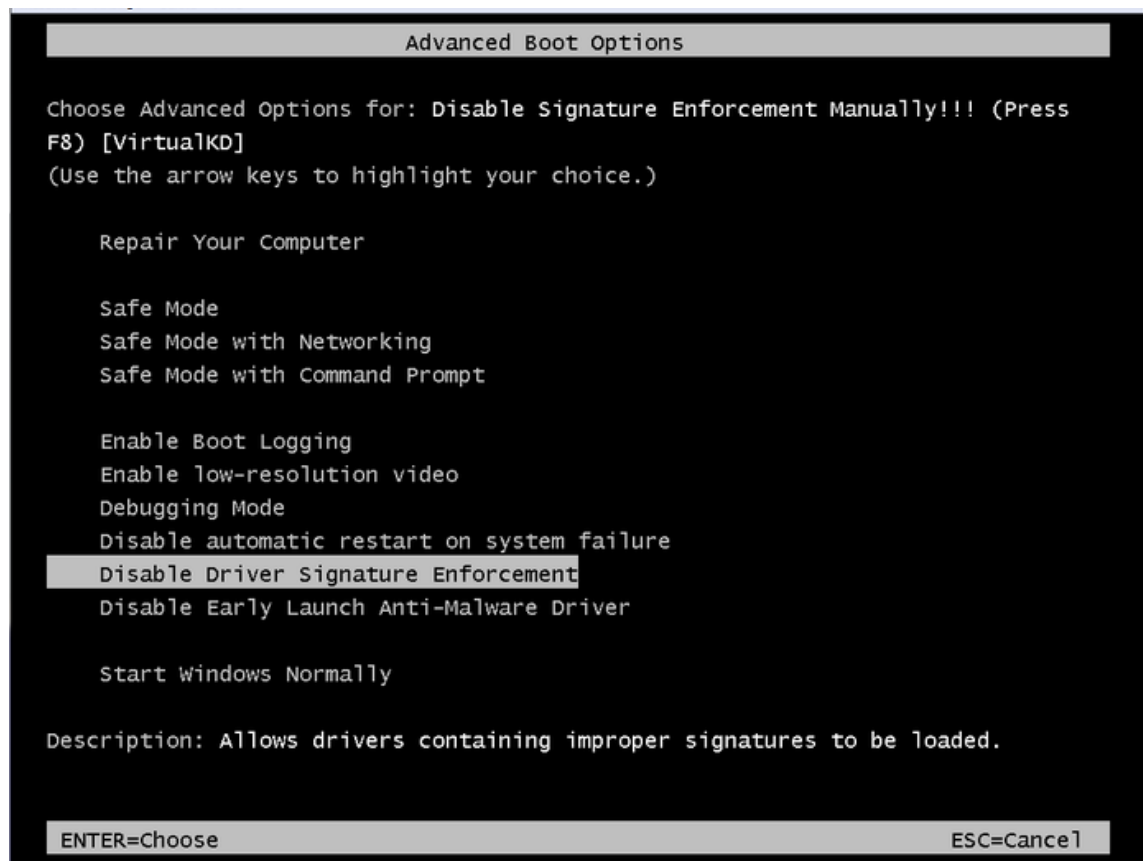 Advanced Boot Options
Choose Advanced Options for: Disable Signature Enforcement Manually!!! (Press
F8) [VirtualKD]
(Use the arrow keys to highlight your choice.)
Repair Your Computer
Safe Mode
Safe Mode with Networking
Safe Mode with Command Prompt
Enable Boot Logging
Enable low-resolution video
Debugging Mode
Disable automatic restart on system failure
Disable Driver Signature Enforcement
Disable Early Launch Anti-Malware Driver
Start Windows Normally
Description: Allows drivers containing improper signatures to be loaded.
ENTER=Choose ESC=Cancel